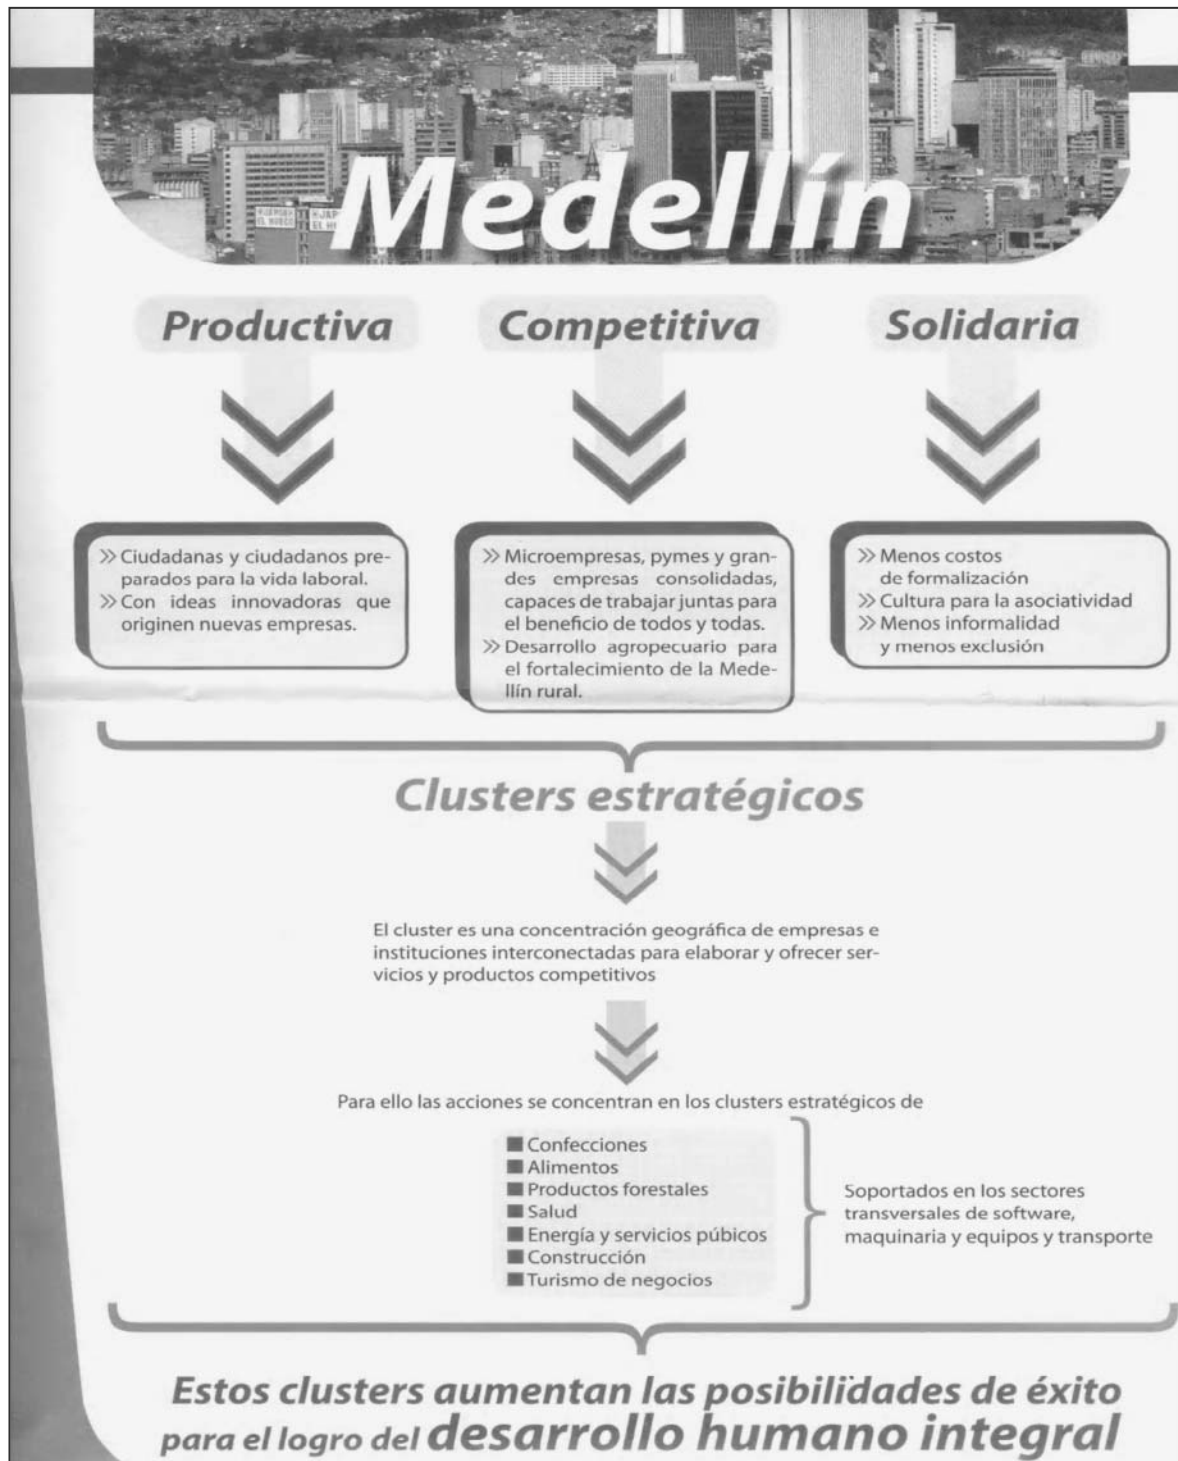 Medellín
Productiva
Competitiva
Solidaria
» Ciudadanas y ciudadanos pre-
parados para la vida laboral.
» Con ideas innovadoras que
originen nuevas empresas.
» Microempresas, pymes y gran-
des empresas consolidadas,
capaces de trabajar juntas para
el beneficio de todos y todas.
» Desarrollo agropecuario para
el fortalecimiento de la Mede-
llín rural.
» Menos costos
de formalización
» Cultura para la asociatividad
» Menos informalidad
y menos exclusión
Clusters estratégicos
El cluster es una concentración geográfica de empresas e
instituciones interconectadas para elaborar y ofrecer ser-
vicios y productos competitivos
Para ello las acciones se concentran en los clusters estratégicos de
■ Confecciones
■ Alimentos
■ Productos forestales
■ Salud
■ Energía y servicios púbicos
■ Construcción
■ Turismo de negocios
Soportados en los sectores
transversales de software,
maquinaria y equipos y transporte
Estos clusters aumentan las posibilidades de éxito
para el logro del desarrollo humano integral